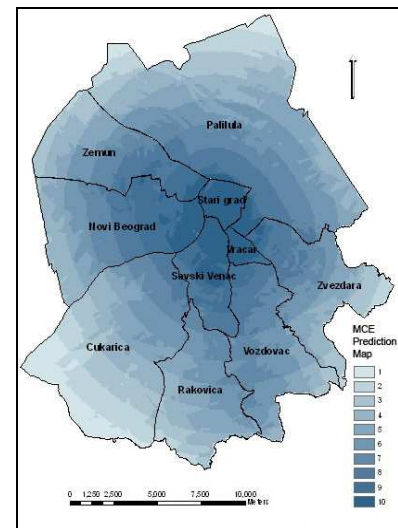 Palilula
Zemun
Stari grad
Novi Beograd
Vracar
Savski Venac
Zvezdara
Cukarica
Vozdovac
Rakovica
MCE
Prediction
Map
1
2
3
4
5
6
7
8
9
10
0 1,250 2,500 5,000 7,500 10,000
Meters